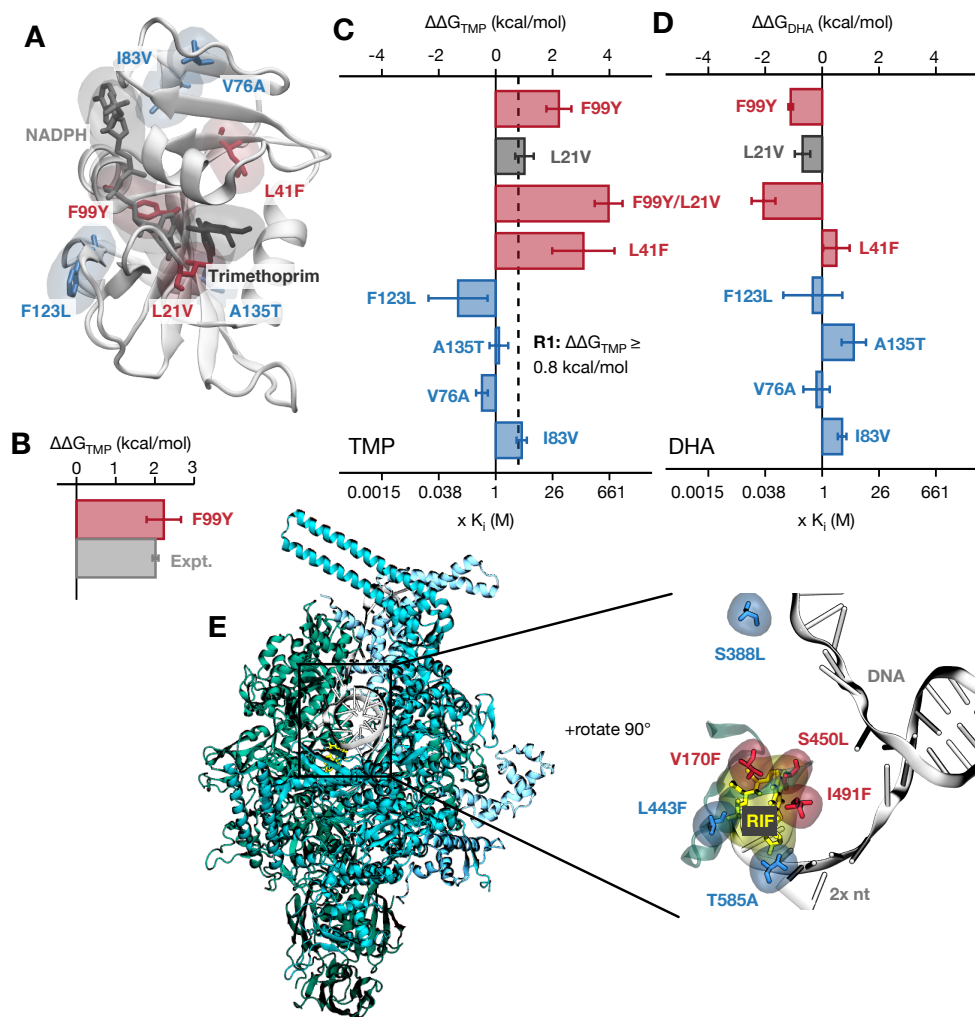 A
I83V
V76A
NADPH
L41F
F99Y
Trimethoprim
F123L
L21V
A135T
B
ΔΔG_TMP (kcal/mol)
0 1 2 3
F99Y
Expt.
C
ΔΔG_TMP (kcal/mol)
-4 -2 0 2 4
F99Y
L21V
F99Y/L21V
L41F
F123L
A135T
R1: ΔΔG_TMP ≥
0.8 kcal/mol
V76A
I83V
TMP
0.0015 0.038 1 26 661
x K_i (M)
D
ΔΔG_DHA (kcal/mol)
-4 -2 0 2 4
F99Y
L21V
F99Y/L21V
L41F
F123L
A135T
V76A
I83V
DHA
0.0015 0.038 1 26 661
x K_i (M)
E
+rotate 90°
S388L
DNA
S450L
V170F
I491F
L443F
RIF
T585A
2x nt